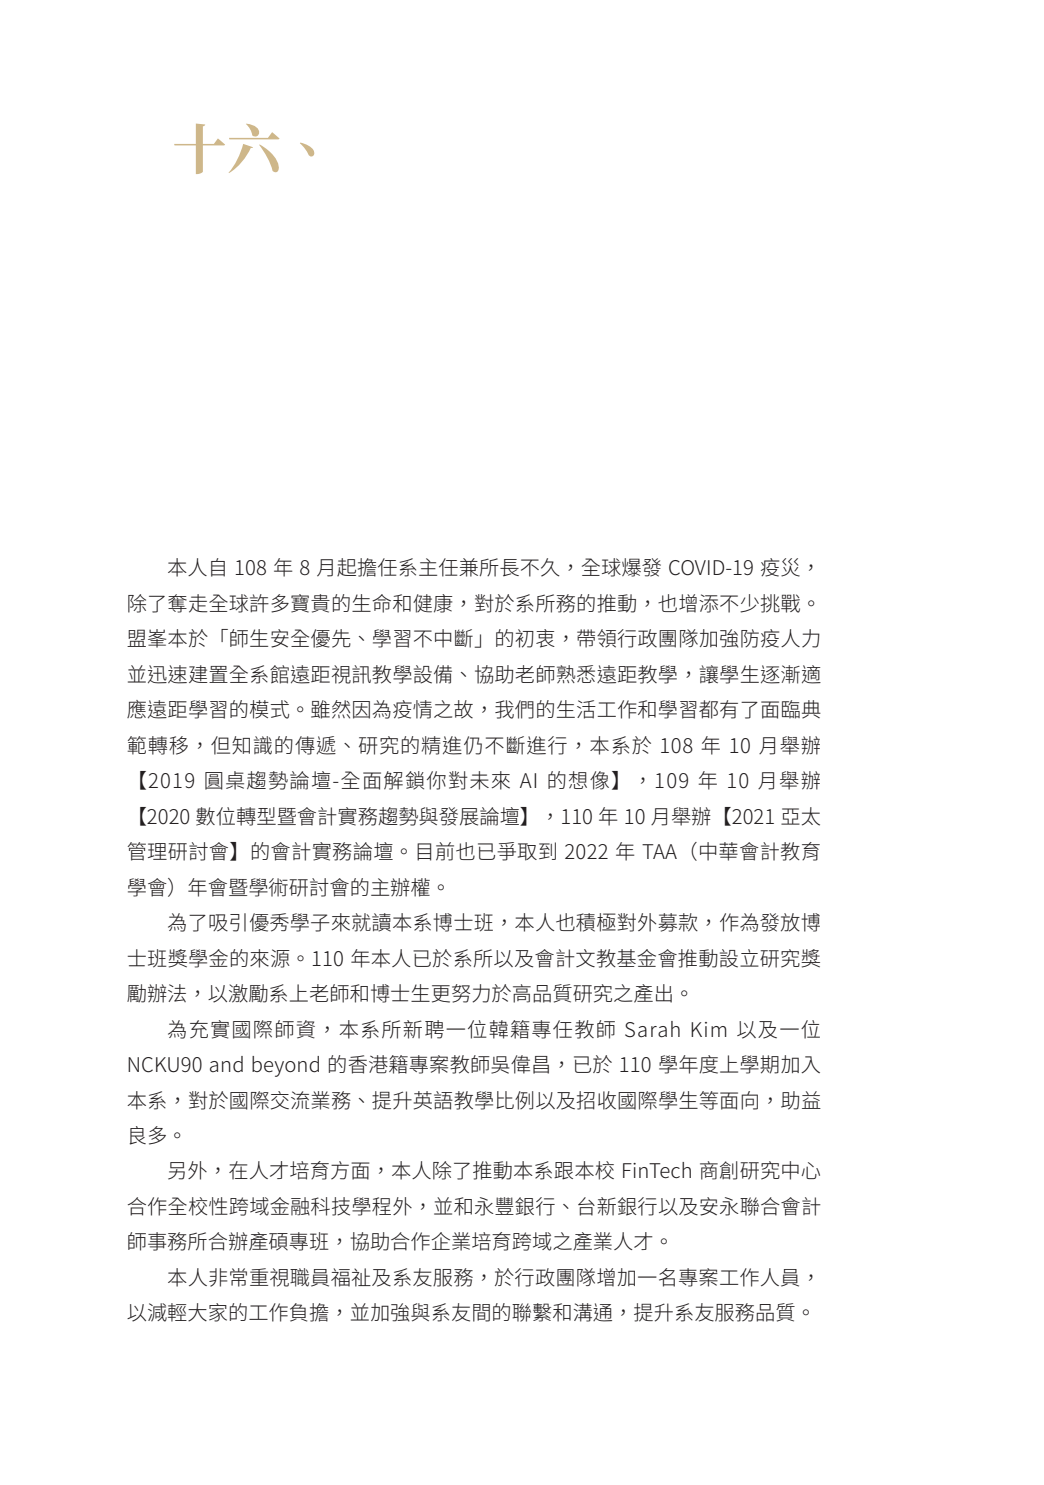 十六、
本人自 108 年 8 月起擔任系主任兼所長不久，全球爆發 COVID-19 疫災，
除了奪走全球許多寶貴的生命和健康，對於系所務的推動，也增添不少挑戰。
盟峯本於「師生安全優先、學習不中斷」的初衷，帶領行政團隊加強防疫人力
並迅速建置全系館遠距視訊教學設備、協助老師熟悉遠距教學，讓學生逐漸適
應遠距學習的模式。雖然因為疫情之故，我們的生活工作和學習都有了面臨典
範轉移，但知識的傳遞、研究的精進仍不斷進行，本系於 108 年 10 月舉辦
【2019 圓桌趨勢論壇-全面解鎖你對未來 AI 的想像】，109 年 10 月舉辦
【2020 數位轉型暨會計實務趨勢與發展論壇】，110 年 10 月舉辦【2021 亞太
管理研討會】的會計實務論壇。目前也已爭取到 2022 年 TAA（中華會計教育
學會）年會暨學術研討會的主辦權。
為了吸引優秀學子來就讀本系博士班，本人也積極對外募款，作為發放博
士班獎學金的來源。110 年本人已於系所以及會計文教基金會推動設立研究獎
勵辦法，以激勵系上老師和博士生更努力於高品質研究之產出。
為充實國際師資，本系所新聘一位韓籍專任教師 Sarah Kim 以及一位
NCKU90 and beyond 的香港籍專案教師吳偉昌，已於 110 學年度上學期加入
本系，對於國際交流業務、提升英語教學比例以及招收國際學生等面向，助益
良多。
另外，在人才培育方面，本人除了推動本系跟本校 FinTech 商創研究中心
合作全校性跨域金融科技學程外，並和永豐銀行、台新銀行以及安永聯合會計
師事務所合辦產碩專班，協助合作企業培育跨域之產業人才。
本人非常重視職員福祉及系友服務，於行政團隊增加一名專案工作人員，
以減輕大家的工作負擔，並加強與系友間的聯繫和溝通，提升系友服務品質。